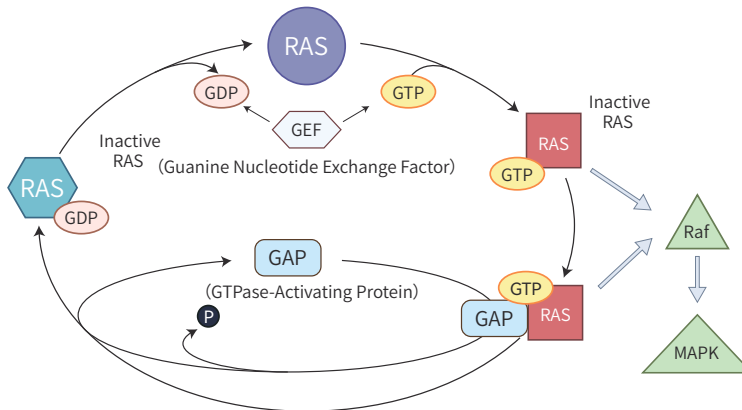 RAS
GDP
GTP
GEF
(Guanine Nucleotide Exchange Factor)
Inactive
RAS
RAS
GDP
Inactive
RAS
RAS
GTP
Raf
MAPK
GAP
(GTPase-Activating Protein)
P
GTP
GAP
RAS